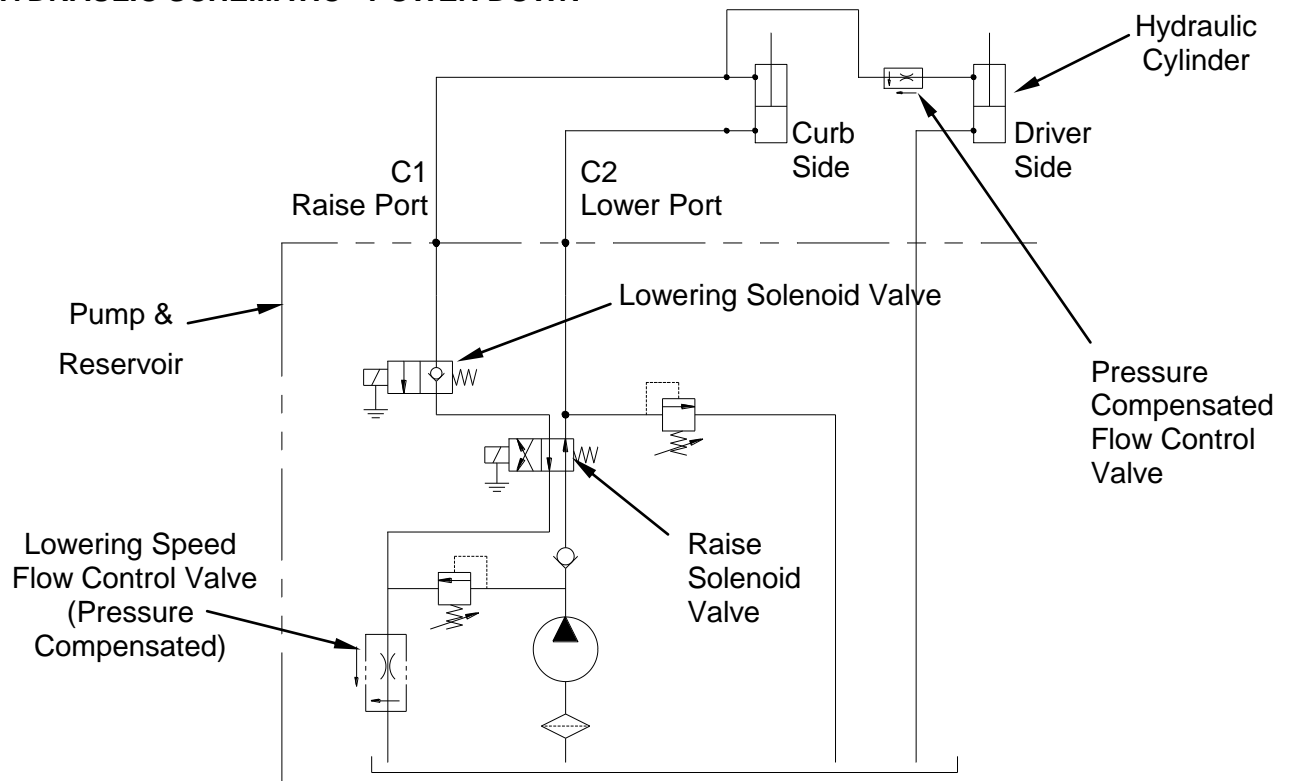 Hydraulic
Cylinder
Curb
Side
Driver
Side
C1
Raise Port
C2
Lower Port
Lowering Solenoid Valve
Pump &
Reservoir
Pressure
Compensated
Flow Control
Valve
Raise
Solenoid
Valve
Lowering Speed
Flow Control Valve
(Pressure
Compensated)